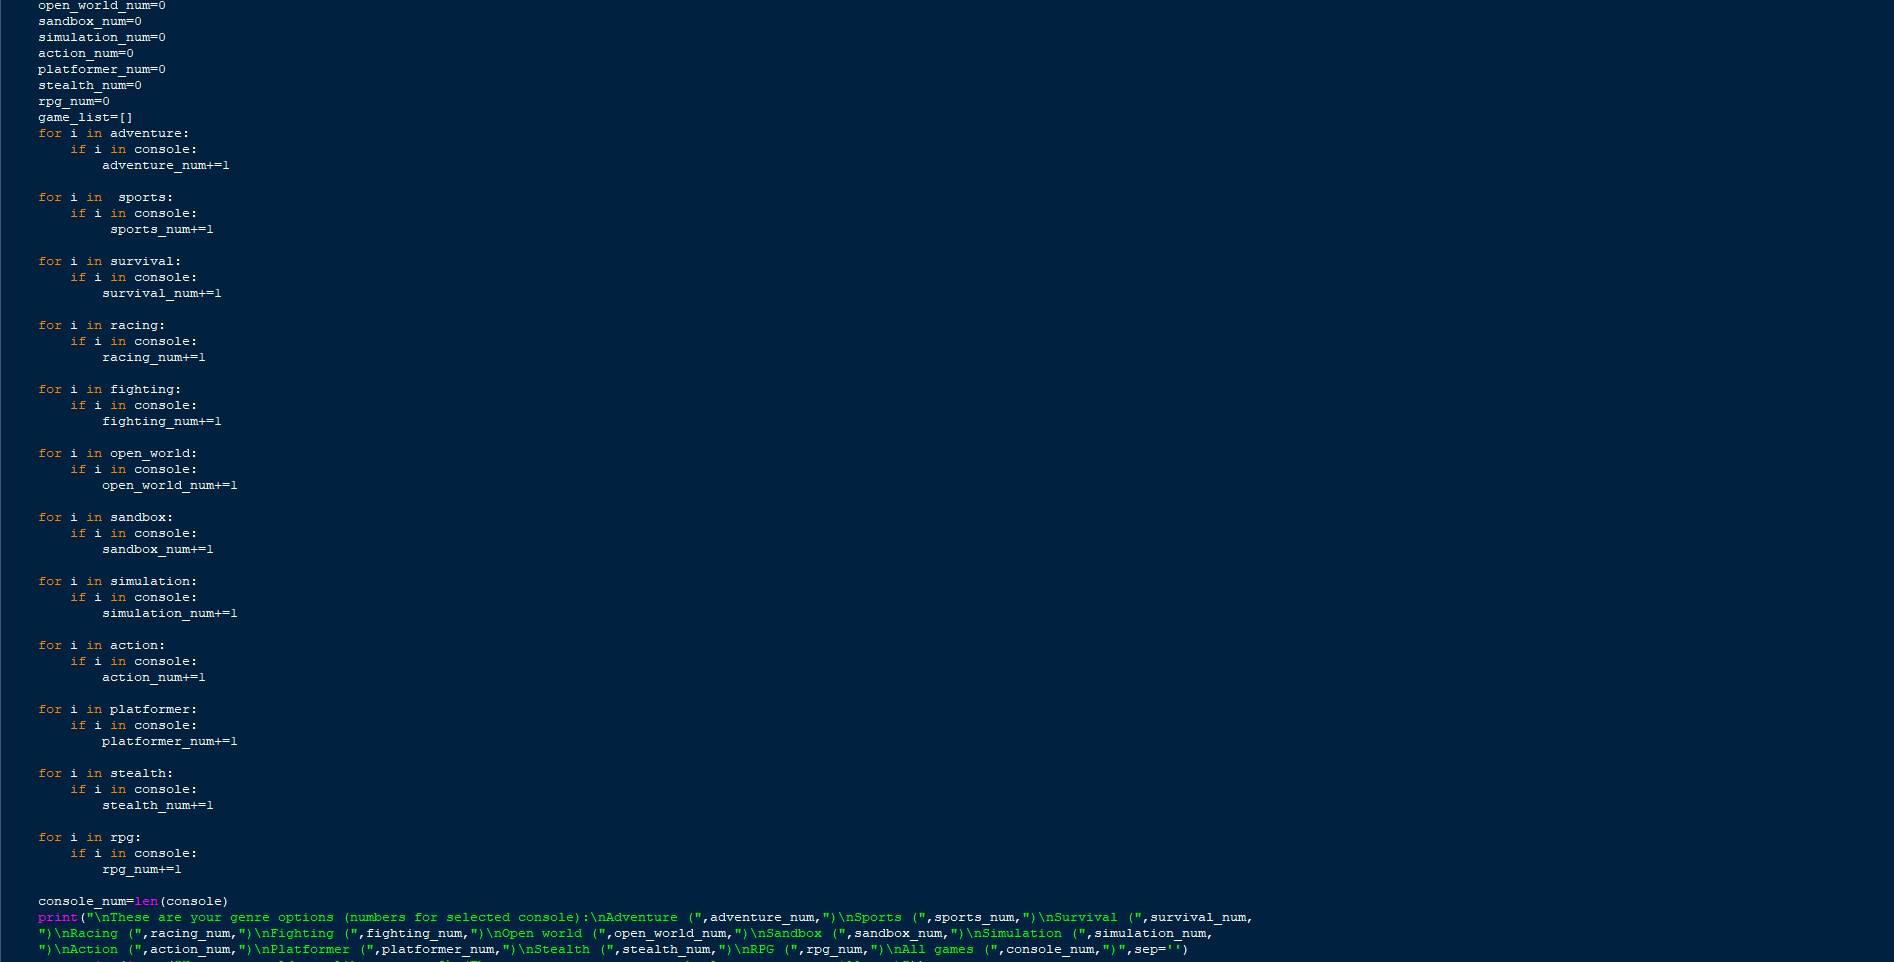 open_world_num=0
sandbox_num=0
simulation_num=0
action_num=0
platformer_num=0
stealth_num=0
rpg_num=0
game_list=[]
for i in adventure:
    if i in console:
        adventure_num+=1

for i in  sports:
    if i in console:
         sports_num+=1

for i in survival:
    if i in console:
        survival_num+=1

for i in racing:
    if i in console:
        racing_num+=1

for i in fighting:
    if i in console:
        fighting_num+=1

for i in open_world:
    if i in console:
        open_world_num+=1

for i in sandbox:
    if i in console:
        sandbox_num+=1

for i in simulation:
    if i in console:
        simulation_num+=1

for i in action:
    if i in console:
        action_num+=1

for i in platformer:
    if i in console:
        platformer_num+=1

for i in stealth:
    if i in console:
        stealth_num+=1

for i in rpg:
    if i in console:
        rpg_num+=1

console_num=len(console)
print("\nThese are your genre options (numbers for selected console):\nAdventure (",adventure_num,")\nSports (",sports_num,")\nSurvival (",survival_num,
")\nRacing (",racing_num,")\nFighting (",fighting_num,")\nOpen world (",open_world_num,")\nSandbox (",sandbox_num,")\nSimulation (",simulation_num,
")\nAction (",action_num,")\nPlatformer (",platformer_num,")\nStealth (",stealth_num,")\nRPG (",rpg_num,")\nAll games (",console_num,")",sep='')